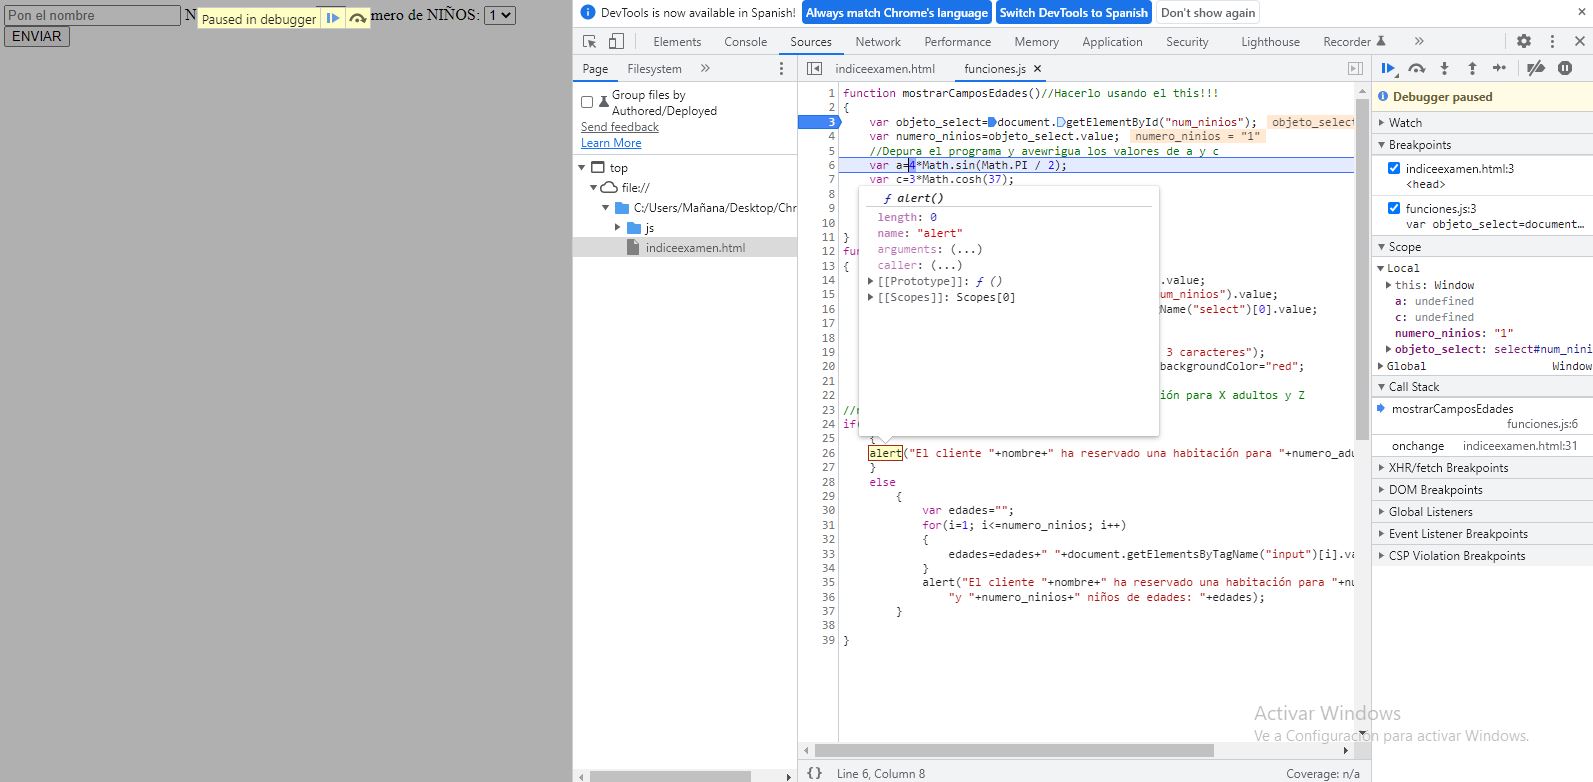 Pon el nombre
N
Paused in debugger
mero de NIÑOS:
1
ENVIAR
DevTools is now available in Spanish!
Always match Chrome's language
Switch DevTools to Spanish
Don't show again
Elements
Console
Sources
Network
Performance
Memory
Application
Security
Lighthouse
Recorder
Page
Filesystem
Group files by
Authored/Deployed
Send feedback
Learn More
top
file://
C:/Users/Mañana/Desktop/Chr
js
indiceexamen.html
indiceexamen.html
funciones.js
1 function mostrarCamposEdades()//Hacerlo usando el this!!!
2 {
3 var objeto_select=document.getElementById("num_ninios"); objeto_select
4 var numero_ninios=objeto_select.value; numero_ninios = "1"
5 //Depura el programa y avewrigua los valores de a y c
6 var a=4*Math.sin(Math.PI / 2);
7 var c=3*Math.cosh(37);
8
9
10
11 }
12 fu
13 {
14 .value;
15 um_ninios").value;
16 Name("select")[0].value;
17
18
19 3 caracteres");
20 backgroundColor="red";
21
22 ión para X adultos y Z
23 //n
24 if
25 {
26 alert("El cliente "+nombre+" ha reservado una habitación para "+numero_adu
27 }
28 else
29 {
30 var edades="";
31 for(i=1; i<=numero_ninios; i++)
32 {
33 edades=edades+" "+document.getElementsByTagName("input")[i].va
34 }
35 alert("El cliente "+nombre+" ha reservado una habitación para "+nu
36 "y "+numero_ninios+" niños de edades: "+edades);
37 }
38
39 }
ƒ alert()
length: 0
name: "alert"
arguments: (...)
caller: (...)
[[Prototype]]: ƒ ()
[[Scopes]]: Scopes[0]
{} Line 6, Column 8
Coverage: n/a
Debugger paused
Watch
Breakpoints
indiceexamen.html:3
<head>
funciones.js:3
var objeto_select=document…
Scope
Local
this: Window
a: undefined
c: undefined
numero_ninios: "1"
objeto_select: select#num_nini
Global Window
Call Stack
mostrarCamposEdades
funciones.js:6
onchange indiceexamen.html:31
XHR/fetch Breakpoints
DOM Breakpoints
Global Listeners
Event Listener Breakpoints
CSP Violation Breakpoints
Activar Windows
Ve a Configuración para activar Windows.